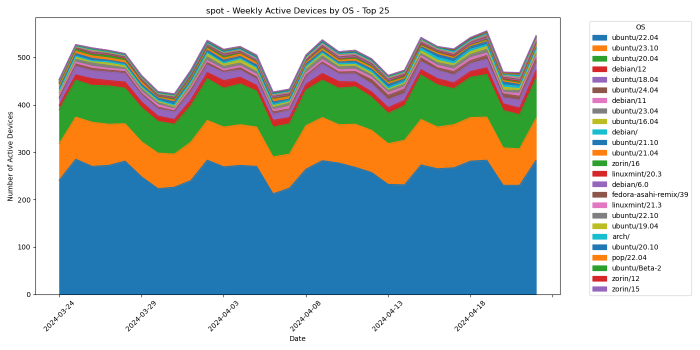 spot - Weekly Active Devices by OS - Top 25
Number of Active Devices
500
400
300
200
100
0
2024-03-24
2024-03-29
2024-04-03
2024-04-08
2024-04-13
2024-04-18
Date
OS
ubuntu/22.04
ubuntu/23.10
ubuntu/20.04
debian/12
ubuntu/18.04
ubuntu/24.04
debian/11
ubuntu/23.04
ubuntu/16.04
debian/
ubuntu/21.10
ubuntu/21.04
zorin/16
linuxmint/20.3
debian/6.0
fedora-asahi-remix/39
linuxmint/21.3
ubuntu/22.10
ubuntu/19.04
arch/
ubuntu/20.10
pop/22.04
ubuntu/Beta-2
zorin/12
zorin/15